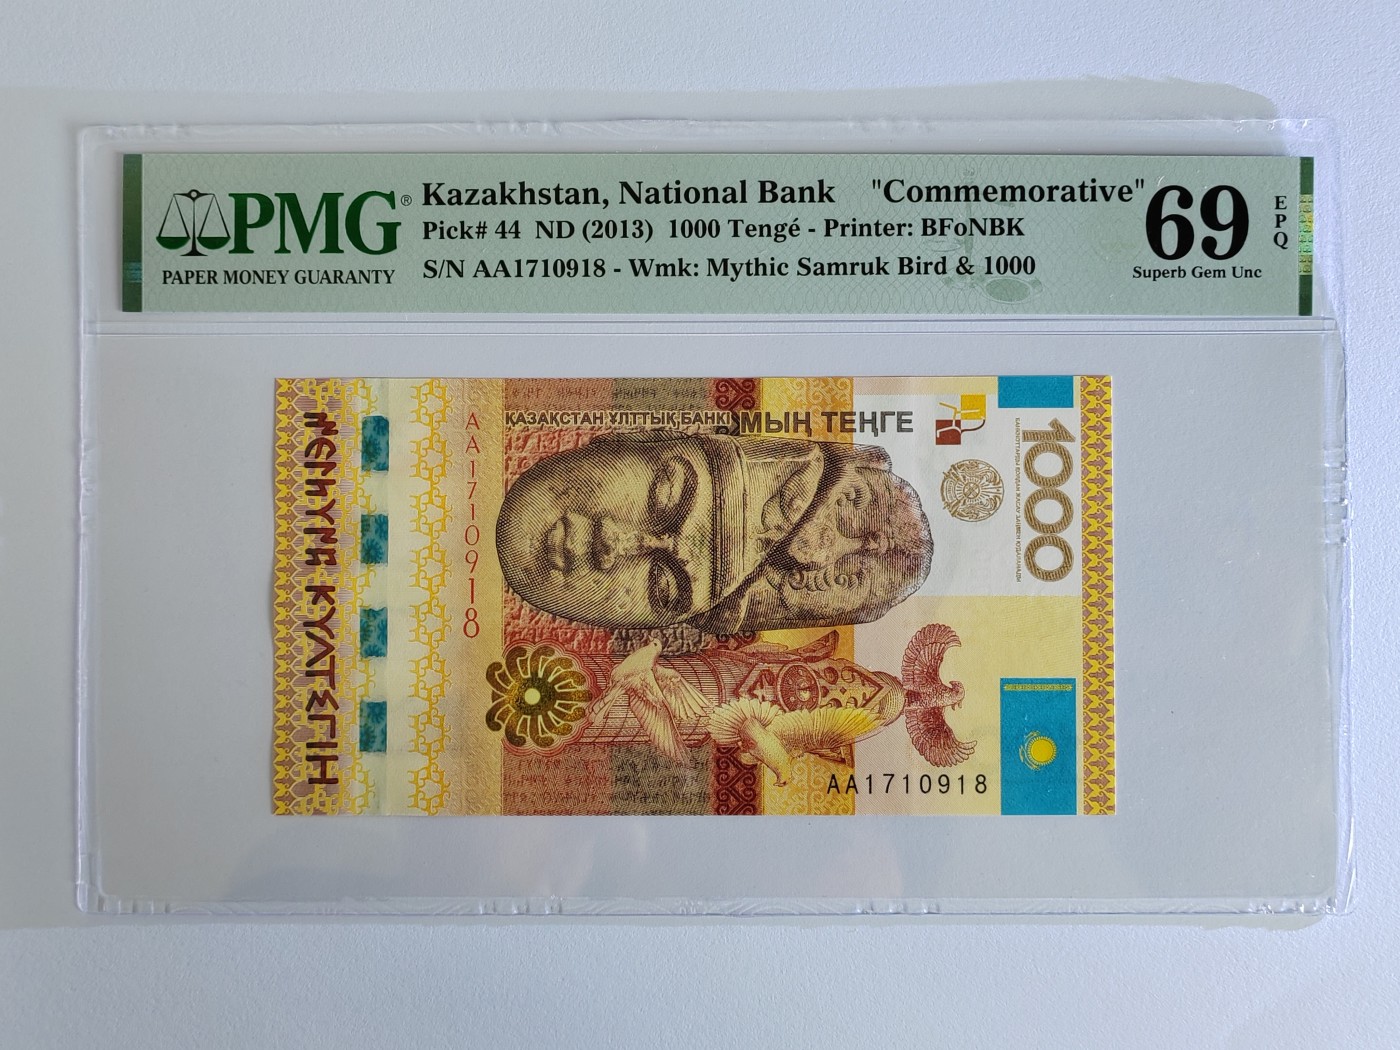 PMG®
PAPER MONEY GUARANTY
Kazakhstan, National Bank "Commemorative"
Pick# 44 ND (2013) 1000 Tengé - Printer: BFoNBK
S/N AA1710918 - Wmk: Mythic Samruk Bird & 1000
69
EPQ
Superb Gem Unc
КҮЛТЕГІН
AA1710918
ҚАЗАҚСТАН ҰЛТТЫҚ БАНКІ
МЫҢ ТЕҢГЕ
1000
AA1710918